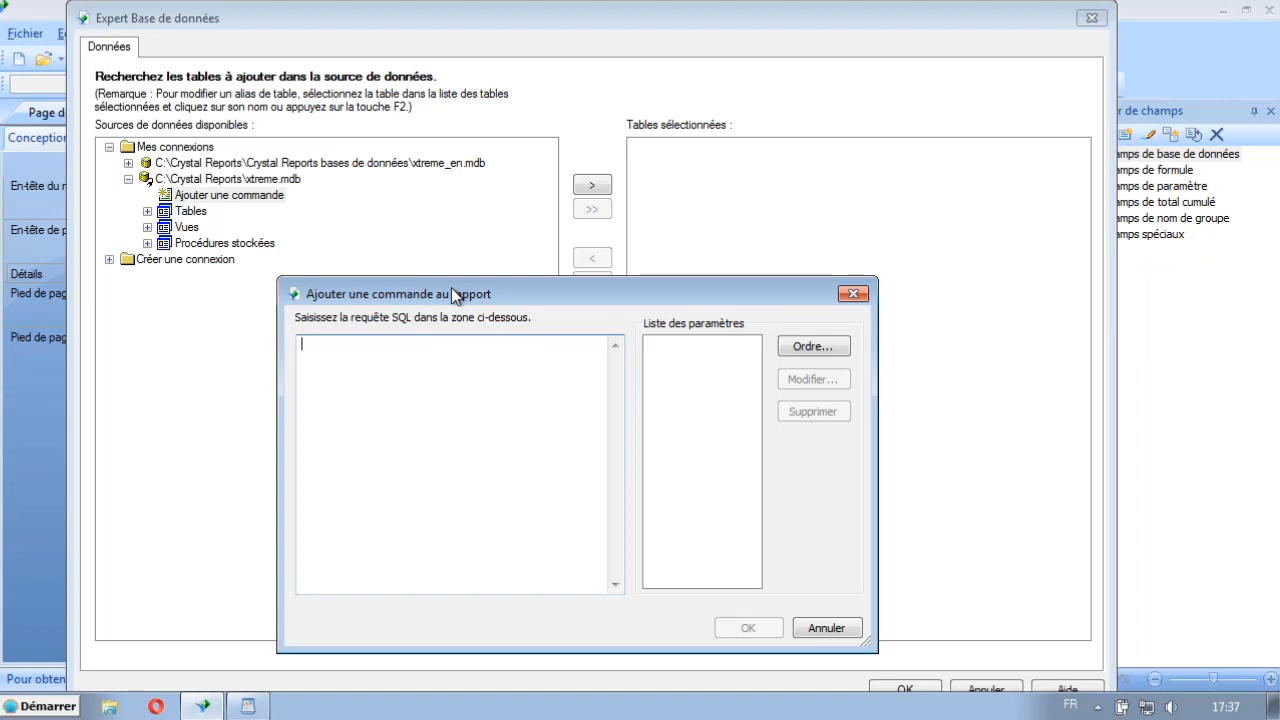 Expert Base de données
Fichier
Données
Recherchez les tables à ajouter dans la source de données.
(Remarque : Pour modifier un alias de table, sélectionnez la table dans la liste des tables
sélectionnées et cliquez sur son nom ou appuyez sur la touche F2.)
Sources de données disponibles :
Tables sélectionnées :
Mes connexions
C:\Crystal Reports\Crystal Reports bases de données\xtreme_en.mdb
C:\Crystal Reports\xtreme.mdb
Ajouter une commande
Tables
Vues
Procédures stockées
Créer une connexion
>
>>
<
Page d
Conception
En-tête du r
En-tête de p
Détails
Pied de pag
Pied de pag
r de champs
amps de base de données
amps de formule
amps de paramètre
amps de total cumulé
amps de nom de groupe
amps spéciaux
Ajouter une commande au rapport
Saisissez la requête SQL dans la zone ci-dessous.
Liste des paramètres
Ordre...
Modifier...
Supprimer
OK
Annuler
OK
Annuler
Aide
Pour obten
%
Démarrer
FR
17:37